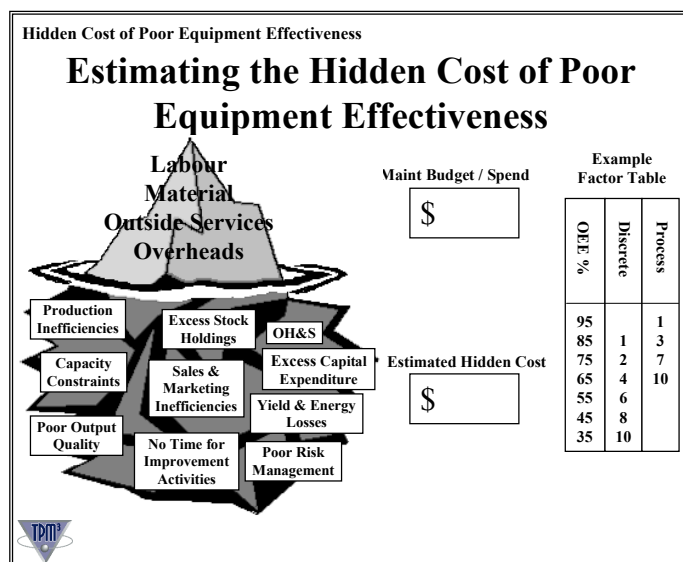 Hidden Cost of Poor Equipment Effectiveness
Estimating the Hidden Cost of Poor
Equipment Effectiveness
Labour
Material
Outside Services
Overheads
Production
Inefficiencies
Excess Stock
Holdings
OH&S
Capacity
Constraints
Sales &
Marketing
Inefficiencies
Excess Capital
Expenditure
Yield & Energy
Losses
Poor Output
Quality
No Time for
Improvement
Activities
Poor Risk
Management
Maint Budget / Spend
$
Estimated Hidden Cost
$
Example
Factor Table
OEE % Discrete Process
95 1
85 1 3
75 2 7
65 4 10
55 6
45 8
35 10
TPM3